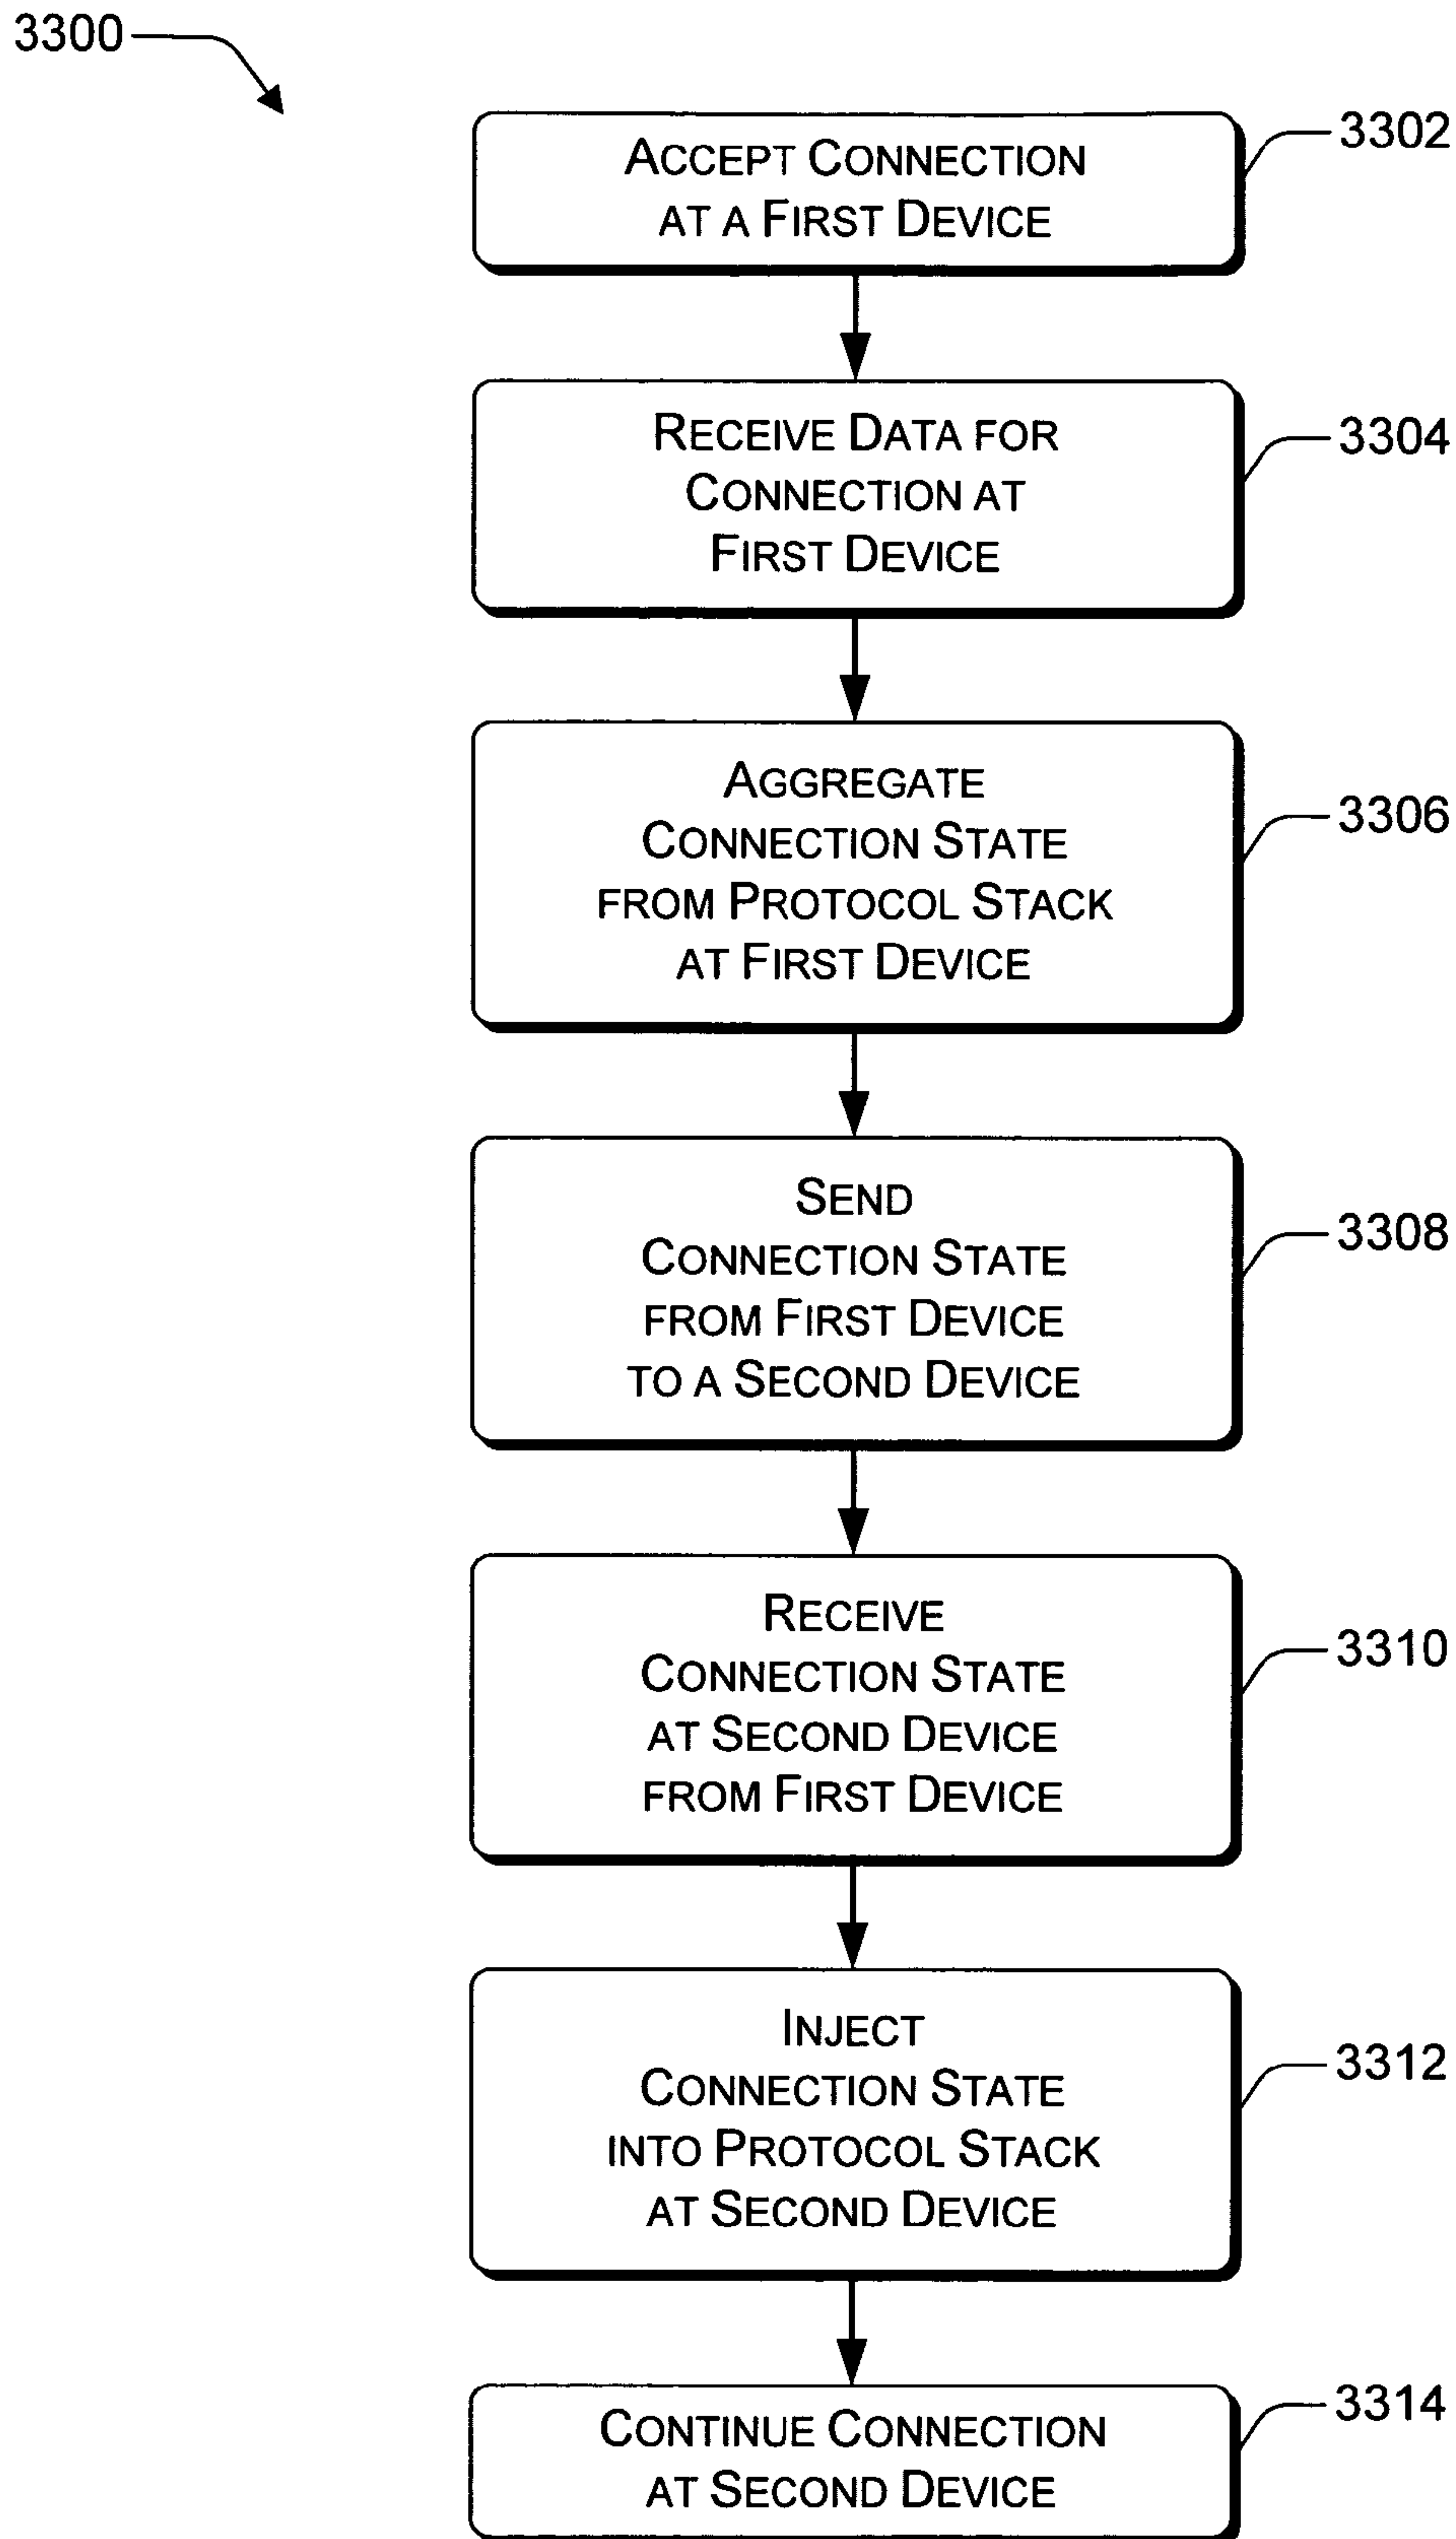 3300
ACCEPT CONNECTION
AT A FIRST DEVICE
3302
RECEIVE DATA FOR
CONNECTION AT
FIRST DEVICE
3304
AGGREGATE
CONNECTION STATE
FROM PROTOCOL STACK
AT FIRST DEVICE
3306
SEND
CONNECTION STATE
FROM FIRST DEVICE
TO A SECOND DEVICE
3308
RECEIVE
CONNECTION STATE
AT SECOND DEVICE
FROM FIRST DEVICE
3310
INJECT
CONNECTION STATE
INTO PROTOCOL STACK
AT SECOND DEVICE
3312
CONTINUE CONNECTION
AT SECOND DEVICE
3314